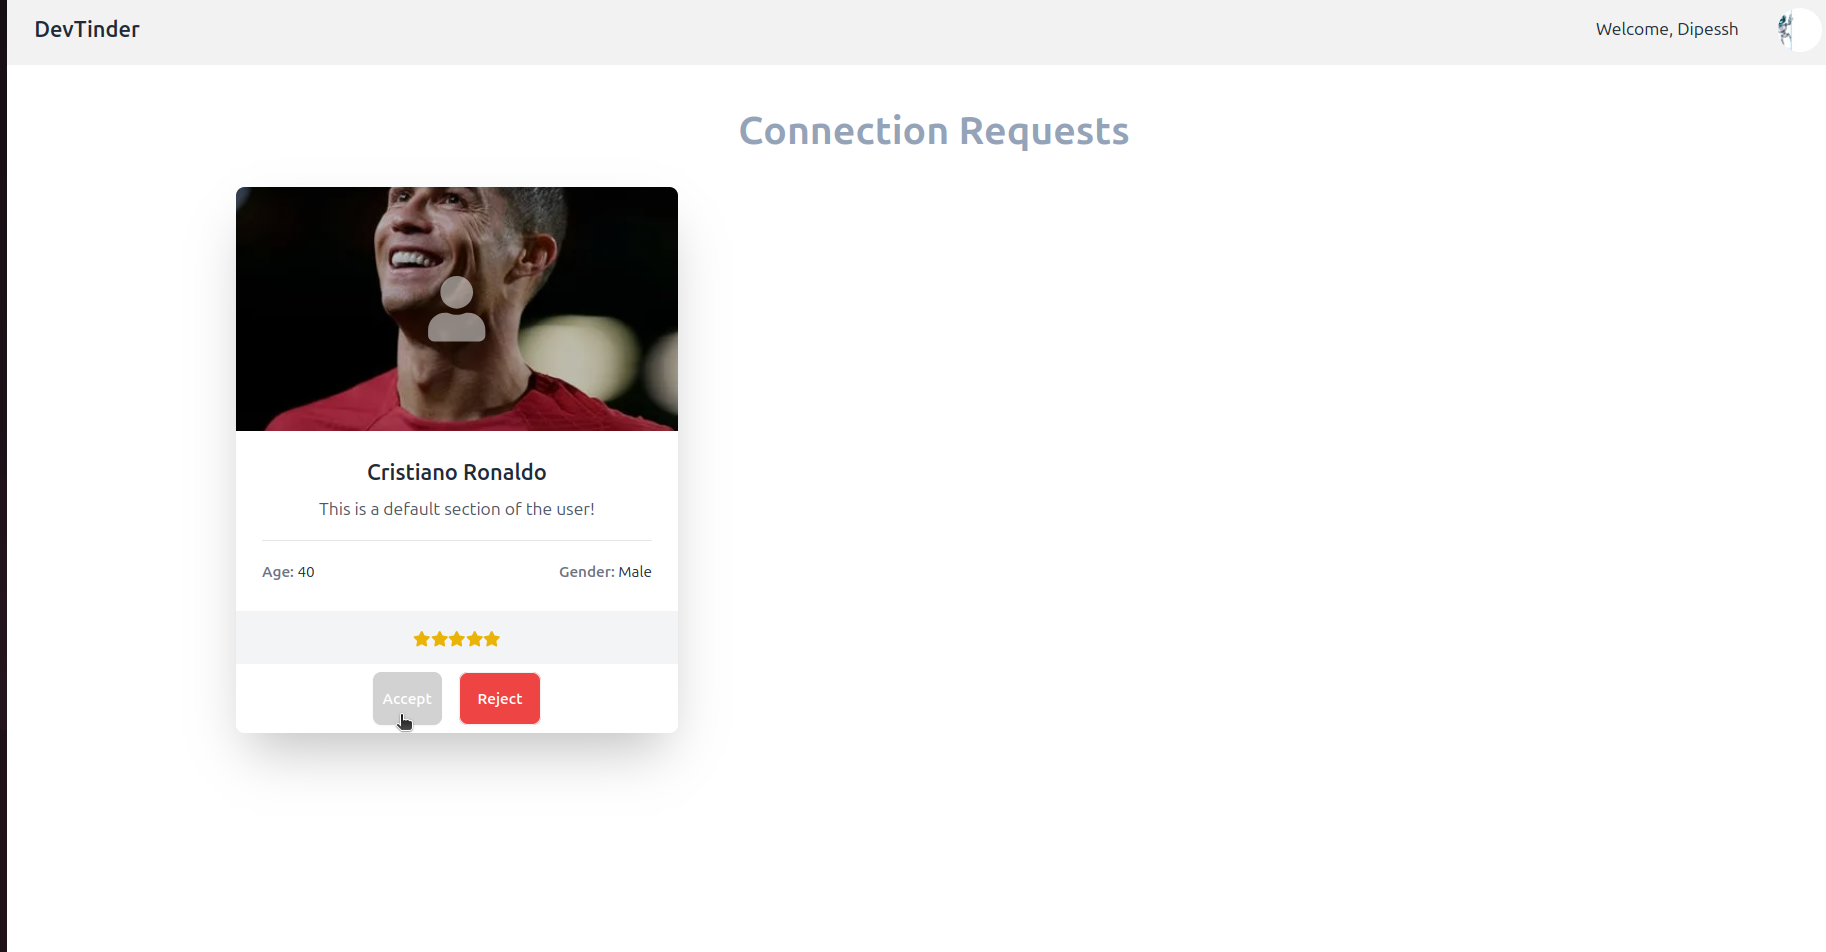 DevTinder
Welcome, Dipessh
Connection Requests
Cristiano Ronaldo
This is a default section of the user!
Age: 40
Gender: Male
Accept
Reject